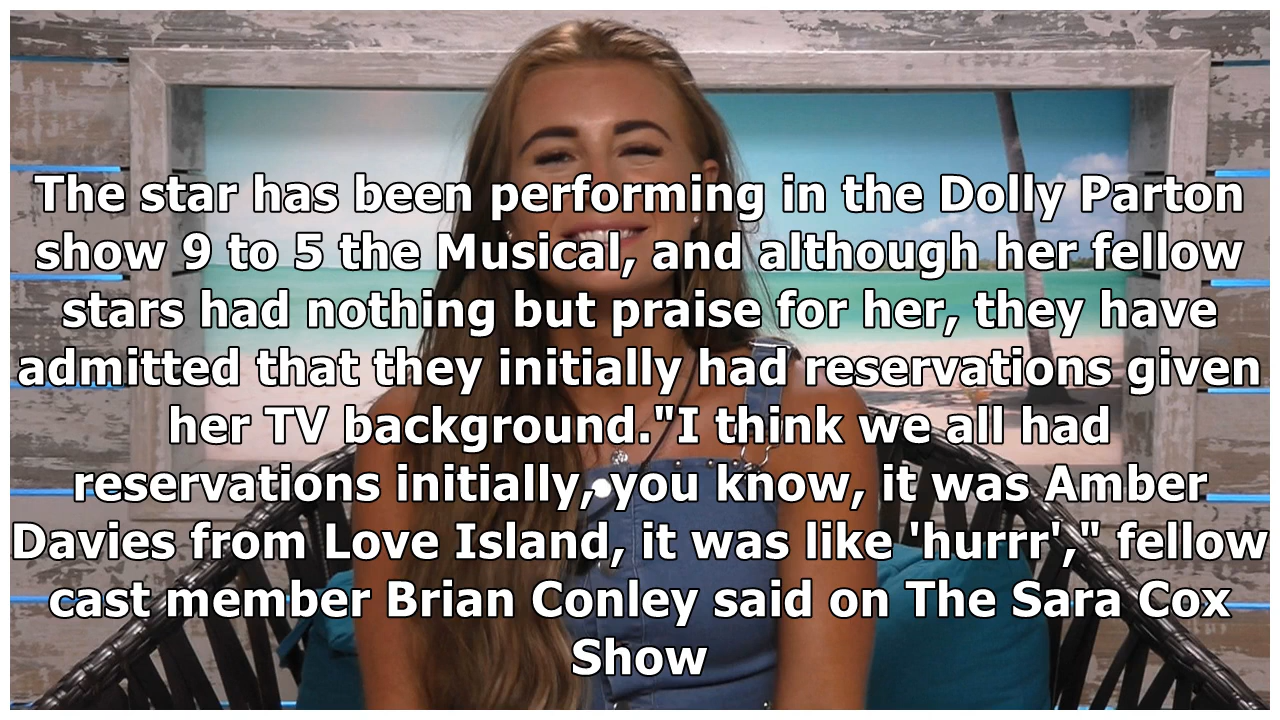 The star has been performing in the Dolly Parton
show 9 to 5 the Musical, and although her fellow
stars had nothing but praise for her, they have
admitted that they initially had reservations given
her TV background."I think we all had
reservations initially, you know, it was Amber
Davies from Love Island, it was like 'hurrr'," fellow
cast member Brian Conley said on The Sara Cox
Show